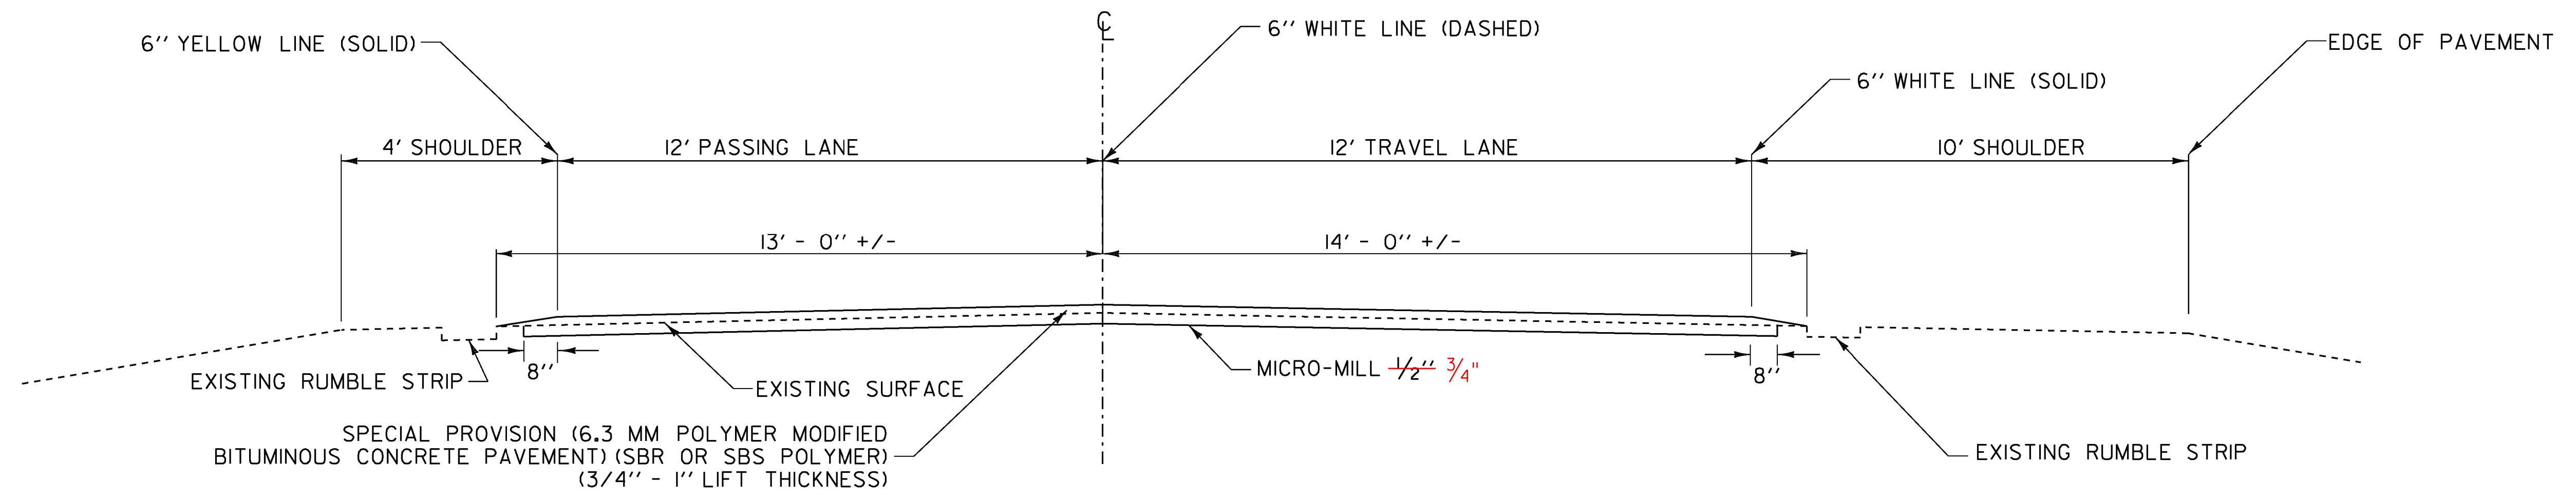 ℄
6'' YELLOW LINE (SOLID)
6'' WHITE LINE (DASHED)
EDGE OF PAVEMENT
6'' WHITE LINE (SOLID)
4' SHOULDER
12' PASSING LANE
12' TRAVEL LANE
10' SHOULDER
13' - 0'' +/-
14' - 0'' +/-
8''
8''
MICRO-MILL 1/2'' 3/4"
EXISTING RUMBLE STRIP
EXISTING SURFACE
SPECIAL PROVISION (6.3 MM POLYMER MODIFIED
BITUMINOUS CONCRETE PAVEMENT) (SBR OR SBS POLYMER)
(3/4'' - 1'' LIFT THICKNESS)
EXISTING RUMBLE STRIP